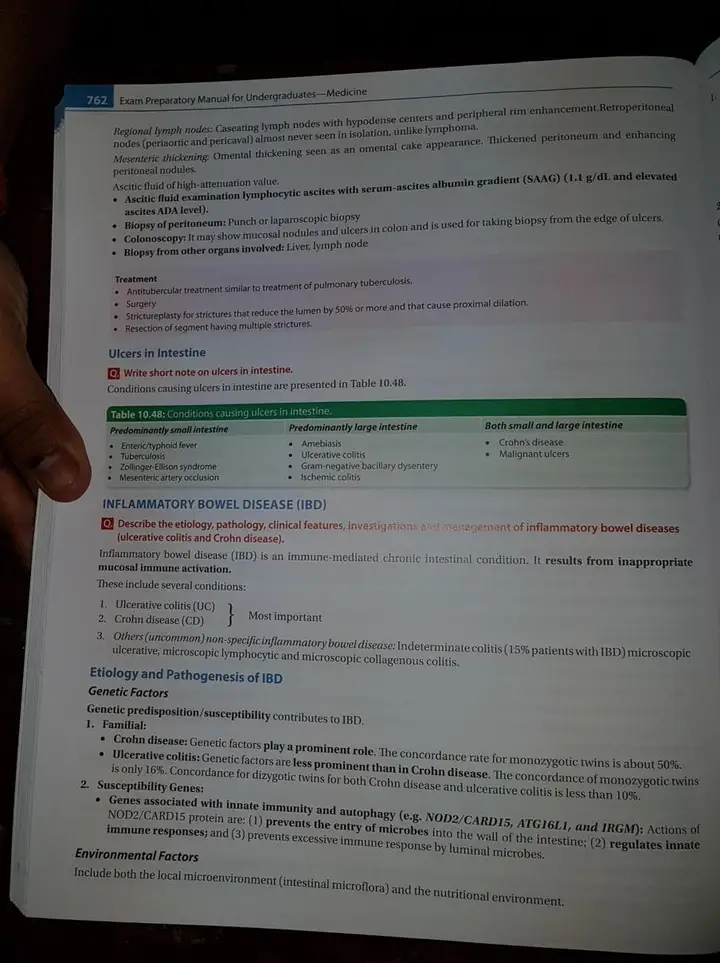 762 Exam Preparatory Manual for Undergraduates—Medicine
Regional lymph nodes: Caseating lymph nodes with hypodense centers and peripheral rim enhancement.Retroperitoneal
nodes (periaortic and pericaval) almost never seen in isolation, unlike lymphoma.
Mesenteric thickening: Omental thickening seen as an omental cake appearance. Thickened peritoneum and enhancing
peritoneal nodules.
Ascitic fluid of high-attenuation value.
• Ascitic fluid examination lymphocytic ascites with serum-ascites albumin gradient (SAAG) (1.1 g/dL and elevated
ascites ADA level).
• Biopsy of peritoneum: Punch or laparoscopic biopsy
• Colonoscopy: It may show mucosal nodules and ulcers in colon and is used for taking biopsy from the edge of ulcers.
• Biopsy from other organs involved: Liver, lymph node
Treatment
• Antitubercular treatment similar to treatment of pulmonary tuberculosis.
• Surgery
• Strictureplasty for strictures that reduce the lumen by 50% or more and that cause proximal dilation.
• Resection of segment having multiple strictures.
Ulcers in Intestine
Q. Write short note on ulcers in intestine.
Conditions causing ulcers in intestine are presented in Table 10.48.
Table 10.48: Conditions causing ulcers in intestine.
Predominantly small intestine Predominantly large intestine Both small and large intestine
• Enteric/typhoid fever • Amebiasis • Crohn's disease
• Tuberculosis • Ulcerative colitis • Malignant ulcers
• Zollinger-Ellison syndrome • Gram-negative bacillary dysentery
• Mesenteric artery occlusion • Ischemic colitis
INFLAMMATORY BOWEL DISEASE (IBD)
Q. Describe the etiology, pathology, clinical features, investigations and management of inflammatory bowel diseases
(ulcerative colitis and Crohn disease).
Inflammatory bowel disease (IBD) is an immune-mediated chronic intestinal condition. It results from inappropriate
mucosal immune activation.
These include several conditions:
1. Ulcerative colitis (UC)
2. Crohn disease (CD) } Most important
3. Others (uncommon) non-specific inflammatory bowel disease: Indeterminate colitis (15% patients with IBD) microscopic
ulcerative, microscopic lymphocytic and microscopic collagenous colitis.
Etiology and Pathogenesis of IBD
Genetic Factors
Genetic predisposition/susceptibility contributes to IBD.
1. Familial:
• Crohn disease: Genetic factors play a prominent role. The concordance rate for monozygotic twins is about 50%.
• Ulcerative colitis: Genetic factors are less prominent than in Crohn disease. The concordance of monozygotic twins
is only 16%. Concordance for dizygotic twins for both Crohn disease and ulcerative colitis is less than 10%.
2. Susceptibility Genes:
• Genes associated with innate immunity and autophagy (e.g. NOD2/CARD15, ATG16L1, and IRGM): Actions of
NOD2/CARD15 protein are: (1) prevents the entry of microbes into the wall of the intestine; (2) regulates innate
immune responses; and (3) prevents excessive immune response by luminal microbes.
Environmental Factors
Include both the local microenvironment (intestinal microflora) and the nutritional environment.